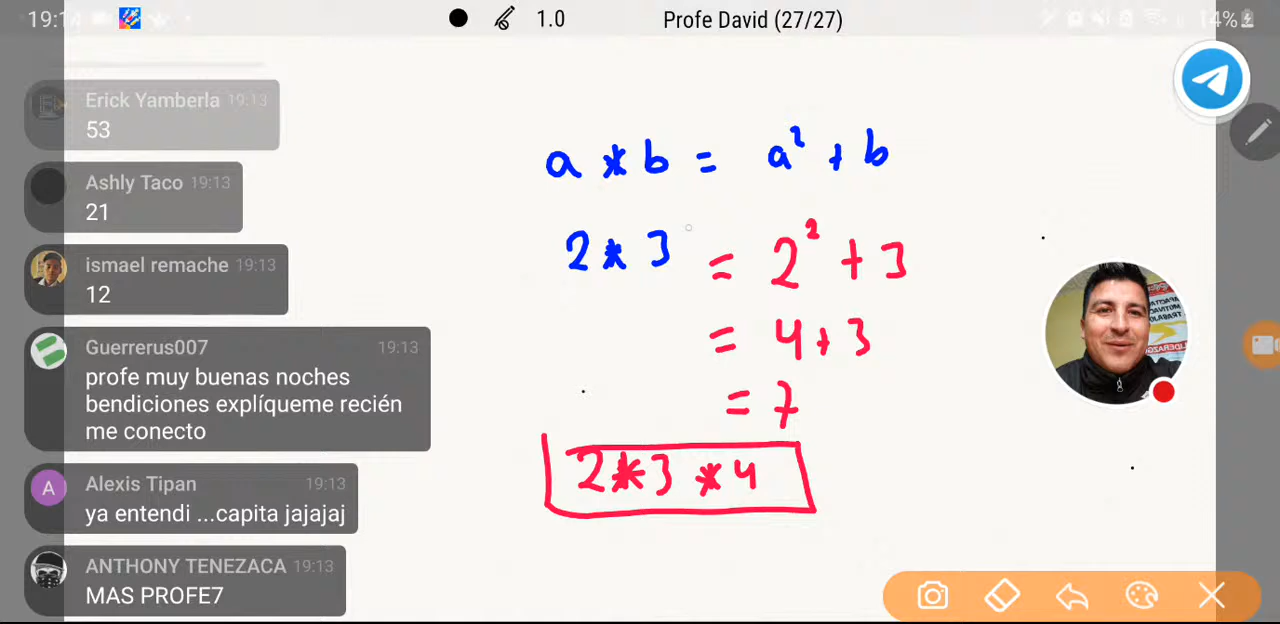 19:1
1.0
Profe David (27/27)
14%
Erick Yamberla 19:13
53
Ashly Taco 19:13
21
ismael remache 19:13
12
Guerrerus007 19:13
profe muy buenas noches
bendiciones explíqueme recién
me conecto
A
Alexis Tipan 19:13
ya entendi ...capita jajajaj
ANTHONY TENEZACA 19:13
MAS PROFE7
a * b = a² + b
2 * 3 = 2² + 3
= 4 + 3
= 7
2 * 3 * 4
LIDERAZGO